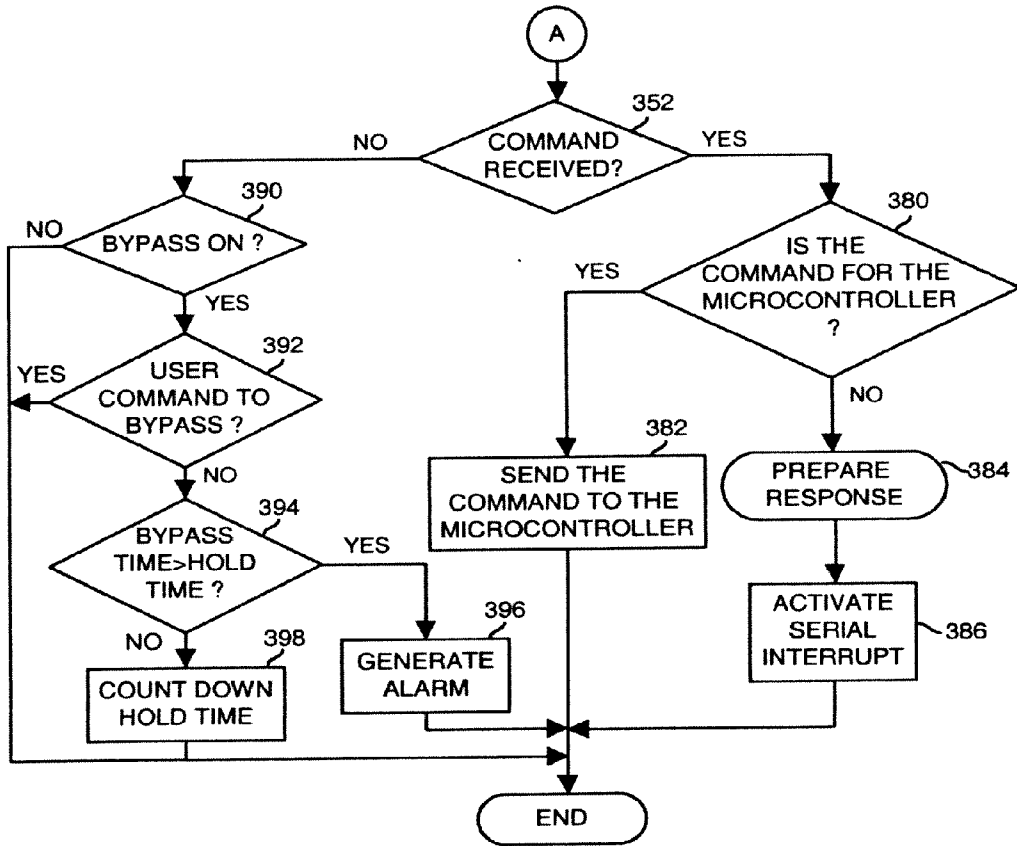 A
352
NO
COMMAND
RECEIVED?
YES
390
NO
BYPASS ON ?
YES
380
IS THE
COMMAND FOR THE
MICROCONTROLLER
?
YES
NO
392
YES
USER
COMMAND TO
BYPASS ?
NO
382
SEND THE
COMMAND TO THE
MICROCONTROLLER
PREPARE
RESPONSE
384
394
BYPASS
TIME>HOLD
TIME ?
YES
NO
398
COUNT DOWN
HOLD TIME
396
GENERATE
ALARM
ACTIVATE
SERIAL
INTERRUPT
386
END